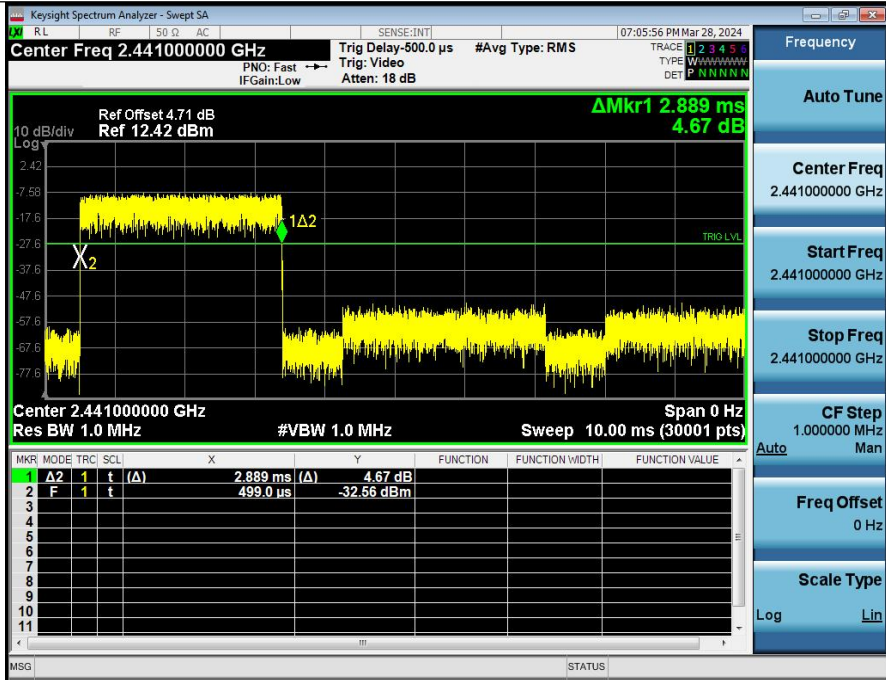 Keysight Spectrum Analyzer - Swept SA
LXI RL RF 50 Ω AC SENSE:INT 07:05:56 PM Mar 28, 2024
Center Freq 2.441000000 GHz
PNO: Fast
IFGain:Low
Trig Delay-500.0 µs
Trig: Video
Atten: 18 dB
#Avg Type: RMS
TRACE 1 2 3 4 5 6
TYPE WWWWWW
DET P N N N N N
Ref Offset 4.71 dB
10 dB/div Ref 12.42 dBm
Log
ΔMkr1 2.889 ms
4.67 dB
2.42
-7.58
-17.6
-27.6
-37.6
-47.6
-57.6
-67.6
-77.6
1Δ2
TRIG LVL
X2
Center 2.441000000 GHz Span 0 Hz
Res BW 1.0 MHz #VBW 1.0 MHz Sweep 10.00 ms (30001 pts)
MKR MODE TRC SCL X Y FUNCTION FUNCTION WIDTH FUNCTION VALUE
1 Δ2 1 t (Δ) 2.889 ms (Δ) 4.67 dB
2 F 1 t 499.0 µs -32.56 dBm
3
4
5
6
7
8
9
10
11
MSG STATUS
Frequency
Auto Tune
Center Freq
2.441000000 GHz
Start Freq
2.441000000 GHz
Stop Freq
2.441000000 GHz
CF Step
1.000000 MHz
Auto Man
Freq Offset
0 Hz
Scale Type
Log Lin